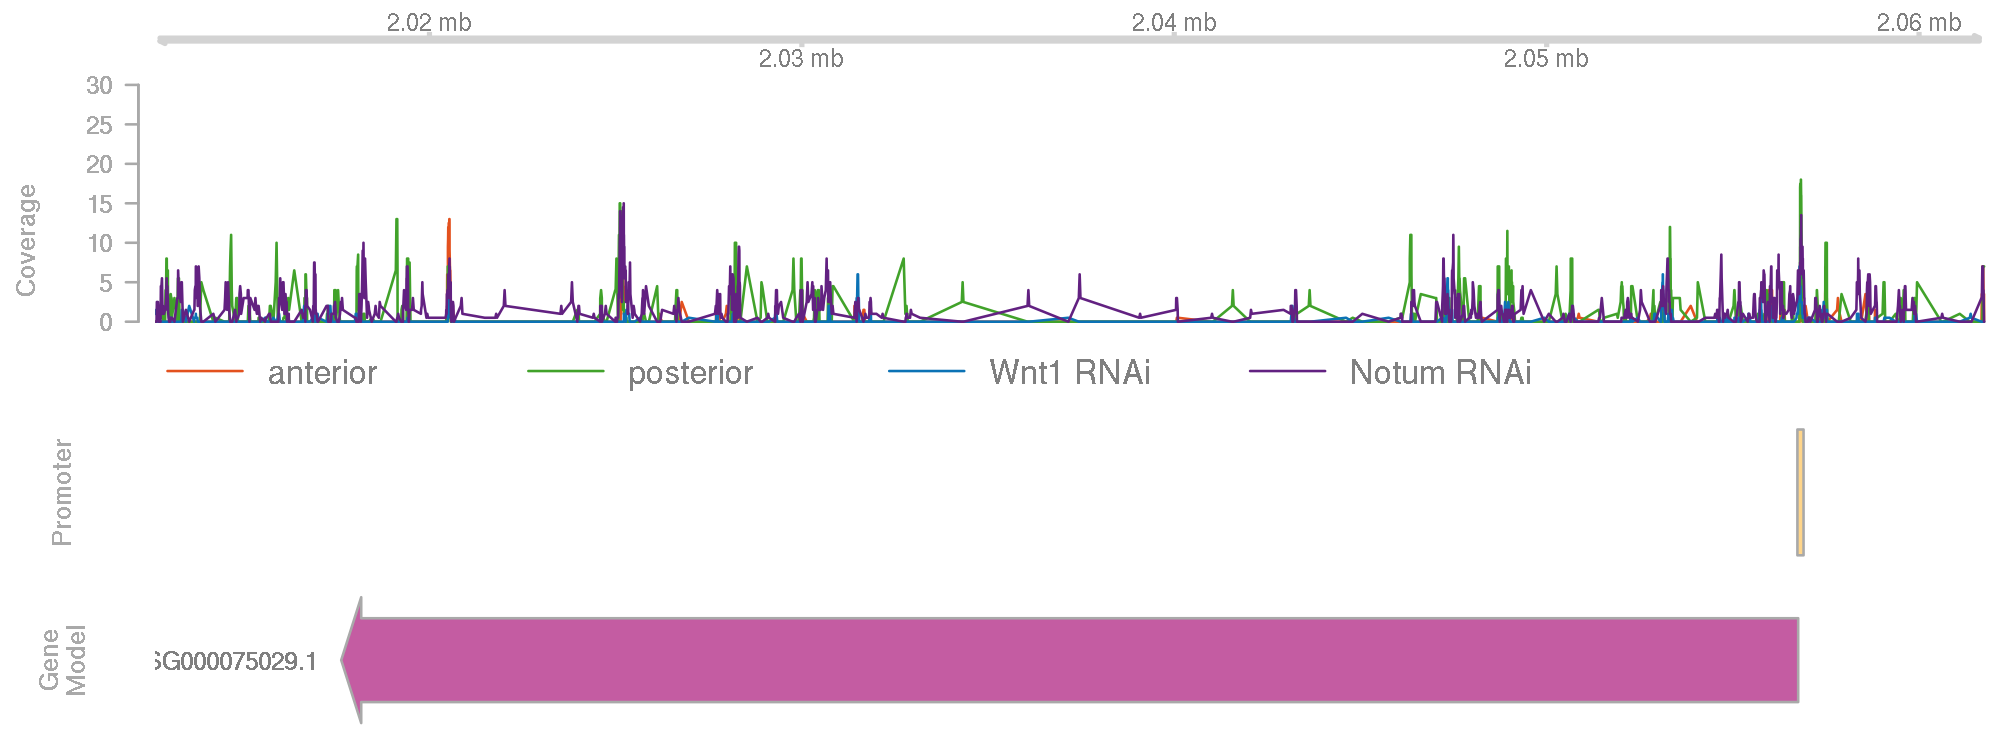 2.02 mb
2.04 mb
2.06 mb
2.03 mb
2.05 mb
30
25
20
15
10
5
0
Coverage
anterior posterior Wnt1 RNAi Notum RNAi
Promoter
Gene
Model
SG000075029.1